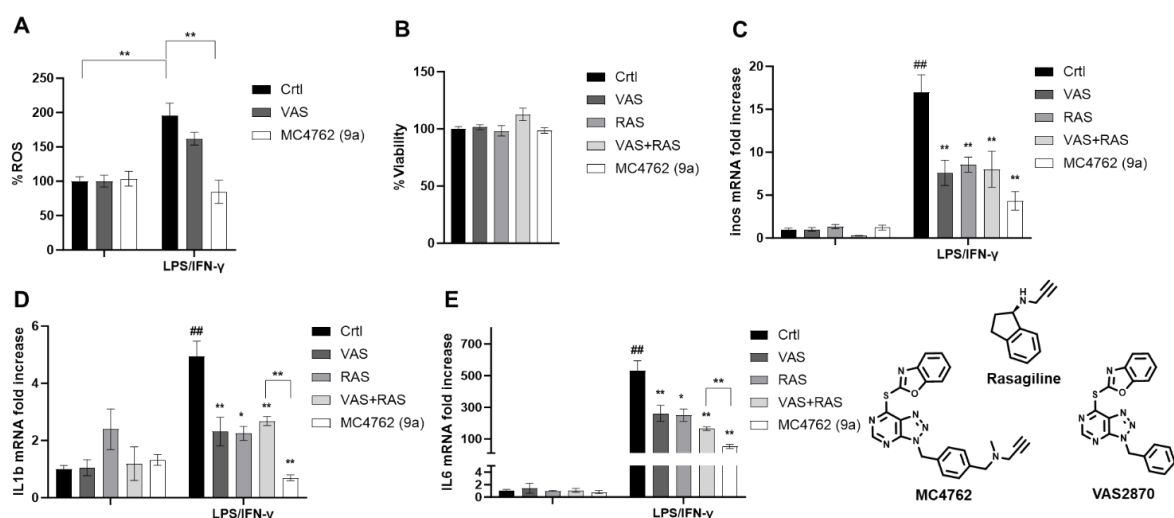 A
**
**
250
200
150
100
50
0
%ROS
LPS/IFN-γ
Crtl
VAS
MC4762 (9a)
B
150
100
50
0
% Viability
Crtl
VAS
RAS
VAS+RAS
MC4762 (9a)
C
20
15
10
5
0
inos mRNA fold increase
##
**
**
**
**
LPS/IFN-γ
Crtl
VAS
RAS
VAS+RAS
MC4762 (9a)
D
6
4
2
0
IL1b mRNA fold increase
##
**
*
**
**
**
LPS/IFN-γ
Crtl
VAS
RAS
VAS+RAS
MC4762 (9a)
E
700
500
300
100
6
4
2
0
IL6 mRNA fold increase
##
**
*
**
**
**
LPS/IFN-γ
Crtl
VAS
RAS
VAS+RAS
MC4762 (9a)
H
N
Rasagiline
N
O
S
N
N
N
N
N
N
MC4762
N
O
S
N
N
N
N
N
VAS2870